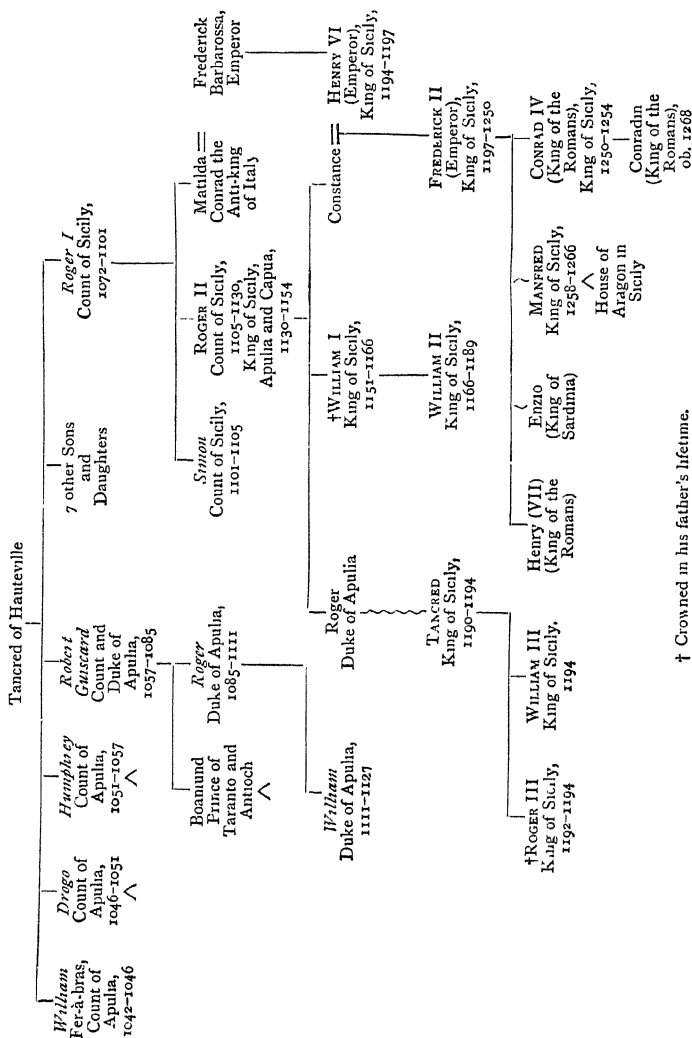 Tancred of Hauteville
William
Fer-à-bras,
Count of
Apulia,
1042–1046
Drogo
Count of
Apulia,
1046–1051
Humphrey
Count of
Apulia,
1051–1057
Robert
Guiscard
Count and
Duke of
Apulia,
1057–1085
7 other Sons
and
Daughters
Roger I
Count of Sicily,
1072–1101
Boamund
Prince of
Taranto and
Antioch
Roger
Duke of Apulia,
1085–1111
Simon
Count of Sicily,
1101–1105
ROGER II
Count of Sicily,
1105–1130,
King of Sicily,
Apulia and Capua,
1130–1154
Matilda ==
Conrad the
Anti-king
of Italy
Frederick
Barbarossa,
Emperor
William
Duke of Apulia,
1111–1127
Roger
Duke of Apulia
†WILLIAM I
King of Sicily,
1151–1166
Constance ==
HENRY VI
(Emperor),
King of Sicily,
1194–1197
TANCRED
King of Sicily,
1190–1194
WILLIAM II
King of Sicily,
1166–1189
FREDERICK II
(Emperor),
King of Sicily,
1197–1250
†ROGER III
King of Sicily,
1192–1194
WILLIAM III
King of Sicily,
1194
Henry (VII)
(King of the
Romans)
Enzio
(King of
Sardinia)
MANFRED
King of Sicily,
1258–1266
House of
Aragon in
Sicily
CONRAD IV
(King of the
Romans),
King of Sicily,
1250–1254
Conradin
(King of the
Romans),
ob. 1268
† Crowned in his father's lifetime.